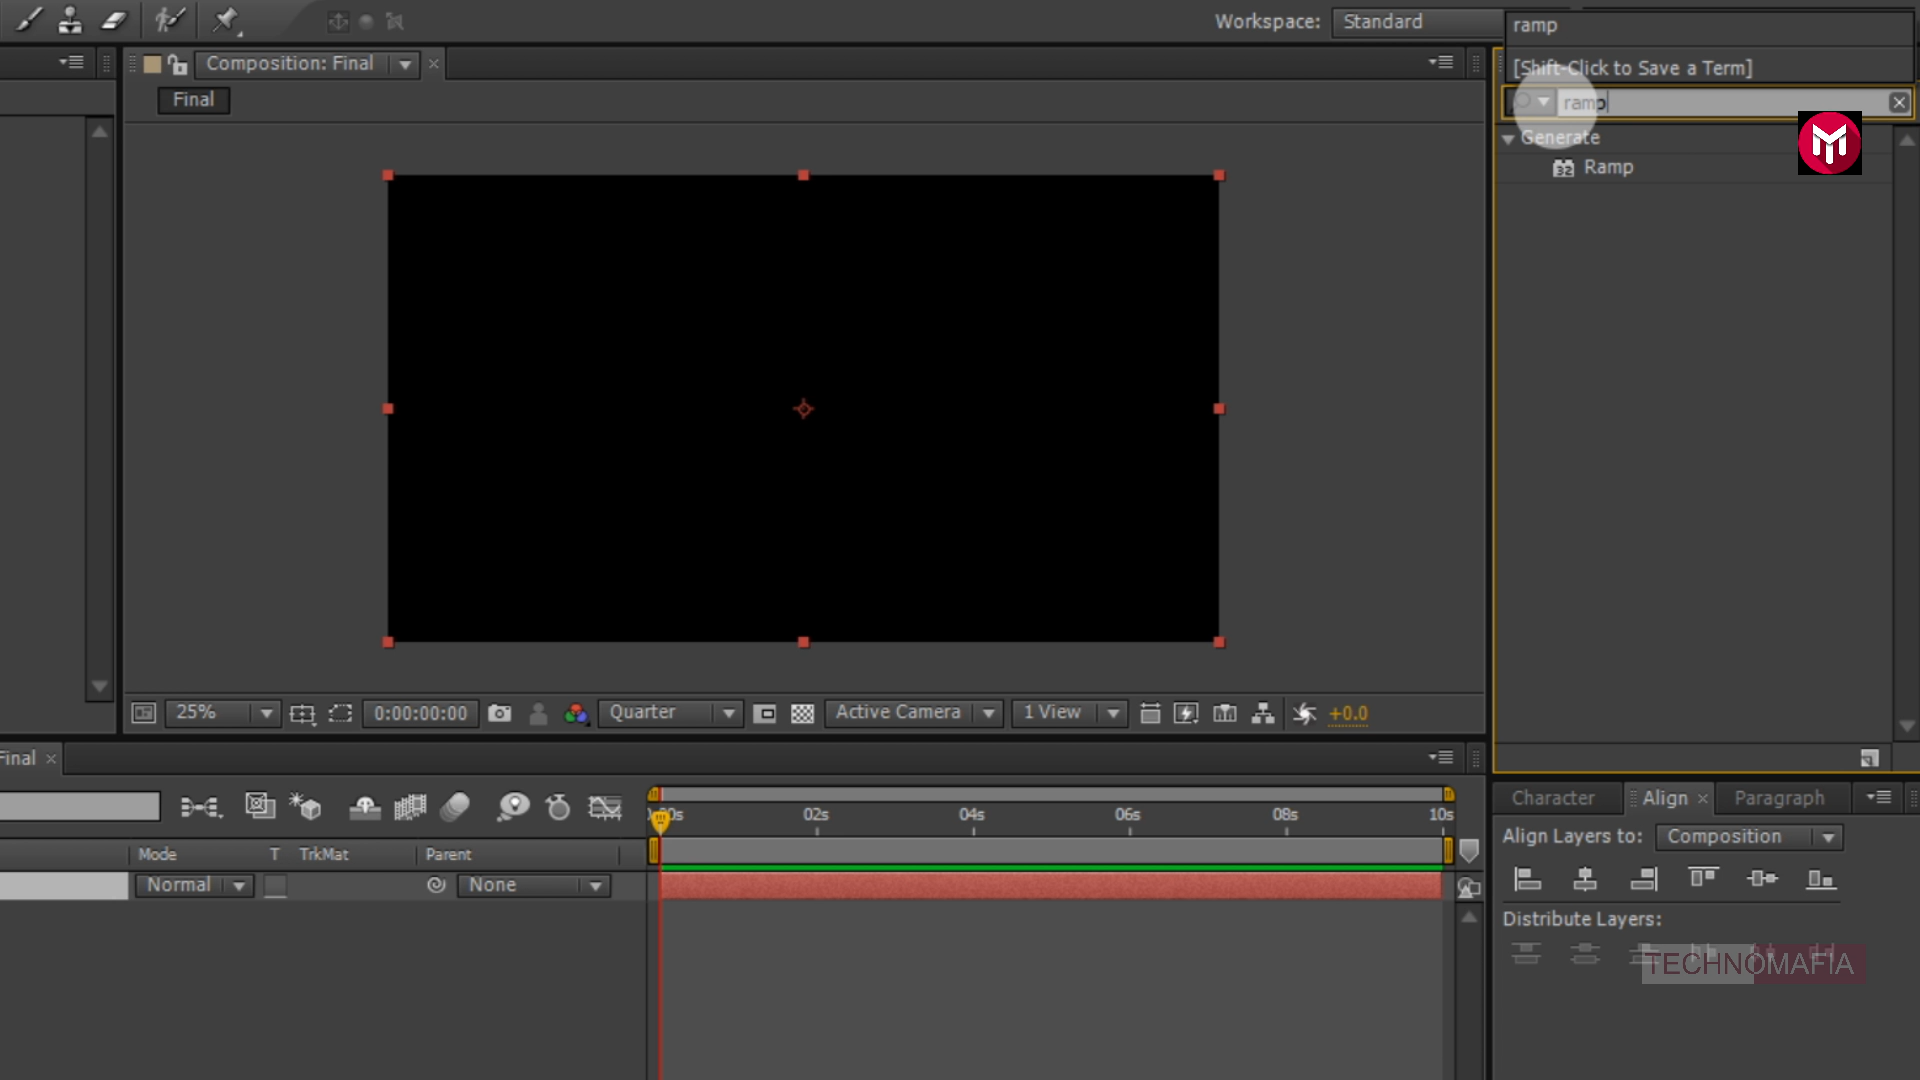 Workspace: Standard
ramp
[Shift-Click to Save a Term]
ramp
Composition: Final
Final
Generate
32 Ramp
25%
0:00:00:00
Quarter
Active Camera
1 View
+0.0
Final
02s
04s
06s
08s
10s
Mode
T
TrkMat
Parent
Normal
None
Character
Align
Paragraph
Align Layers to: Composition
Distribute Layers:
TECHNOMAFIA